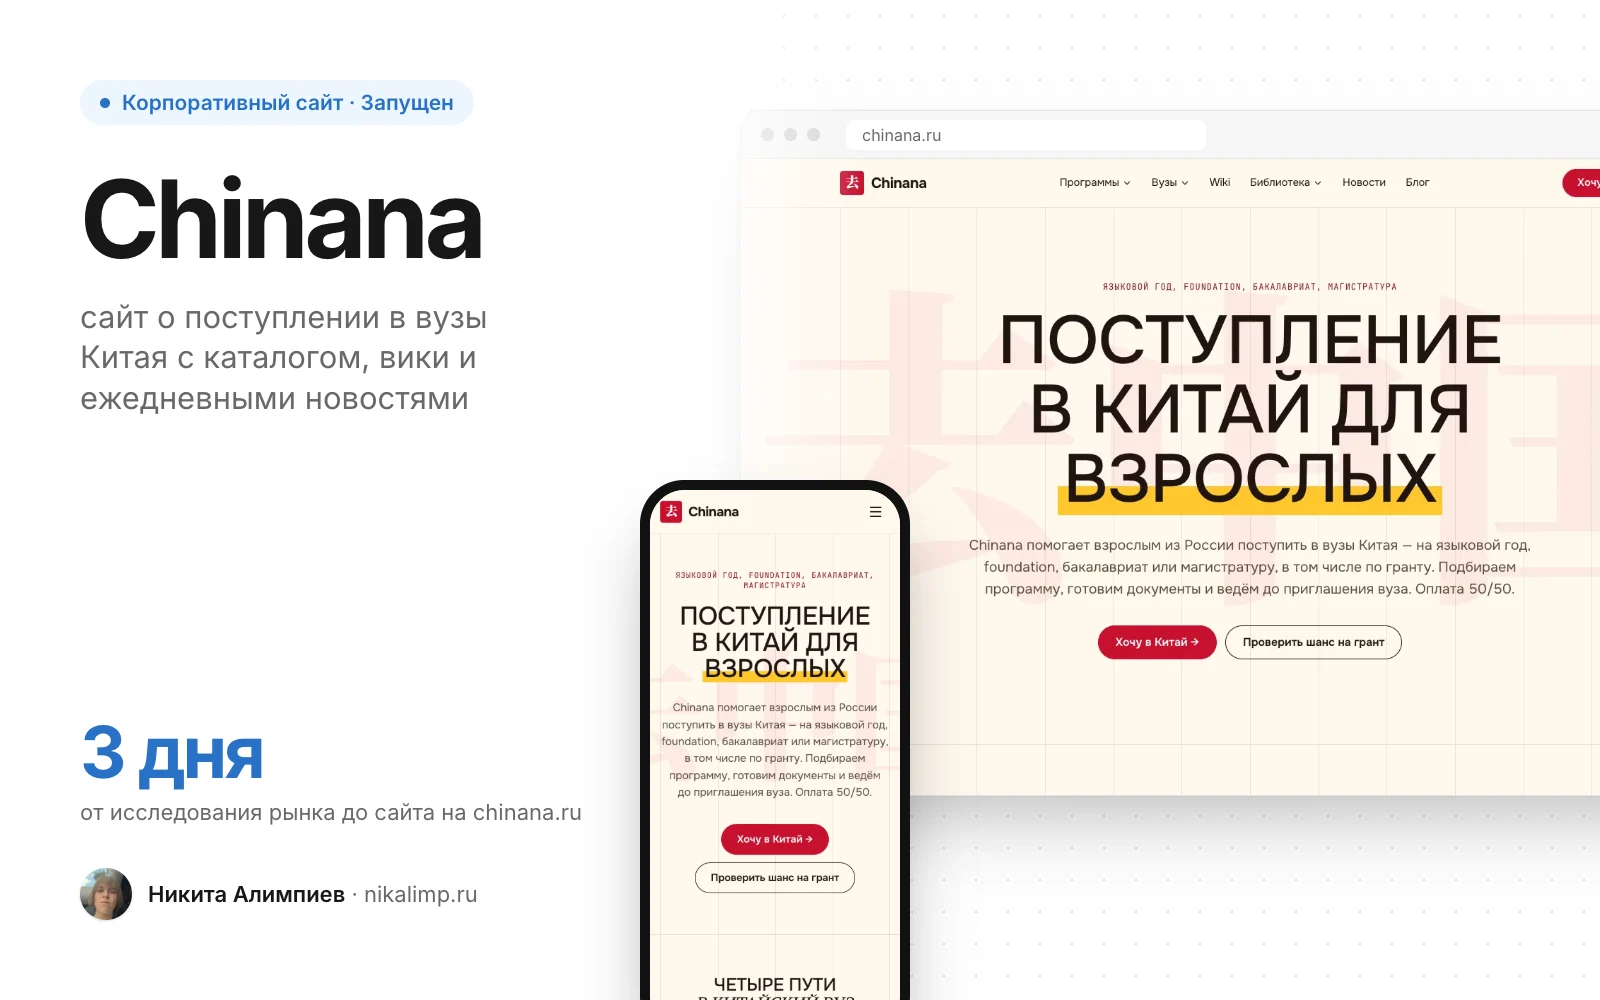 Корпоративный сайт · Запущен
Chinana
сайт о поступлении в вузы
Китая с каталогом, вики и
ежедневными новостями
3 дня
от исследования рынка до сайта на chinana.ru
Никита Алимпиев · nikalimp.ru
chinana.ru
去 Chinana
Программы Вузы Wiki Библиотека Новости Блог
Хочу
ЯЗЫКОВОЙ ГОД, FOUNDATION, БАКАЛАВРИАТ, МАГИСТРАТУРА
ПОСТУПЛЕНИЕ
В КИТАЙ ДЛЯ
ВЗРОСЛЫХ
Chinana помогает взрослым из России поступить в вузы Китая — на языковой год,
foundation, бакалавриат или магистратуру, в том числе по гранту. Подбираем
программу, готовим документы и ведём до приглашения вуза. Оплата 50/50.
Хочу в Китай → Проверить шанс на грант
去 Chinana
ЯЗЫКОВОЙ ГОД, FOUNDATION, БАКАЛАВРИАТ,
МАГИСТРАТУРА
ПОСТУПЛЕНИЕ
В КИТАЙ ДЛЯ
ВЗРОСЛЫХ
Chinana помогает взрослым из России
поступить в вузы Китая — на языковой год,
foundation, бакалавриат или магистратуру,
в том числе по гранту. Подбираем
программу, готовим документы и ведём
до приглашения вуза. Оплата 50/50.
Хочу в Китай →
Проверить шанс на грант
ЧЕТЫРЕ ПУТИ
В КИТАЙСКИЙ ВУЗ